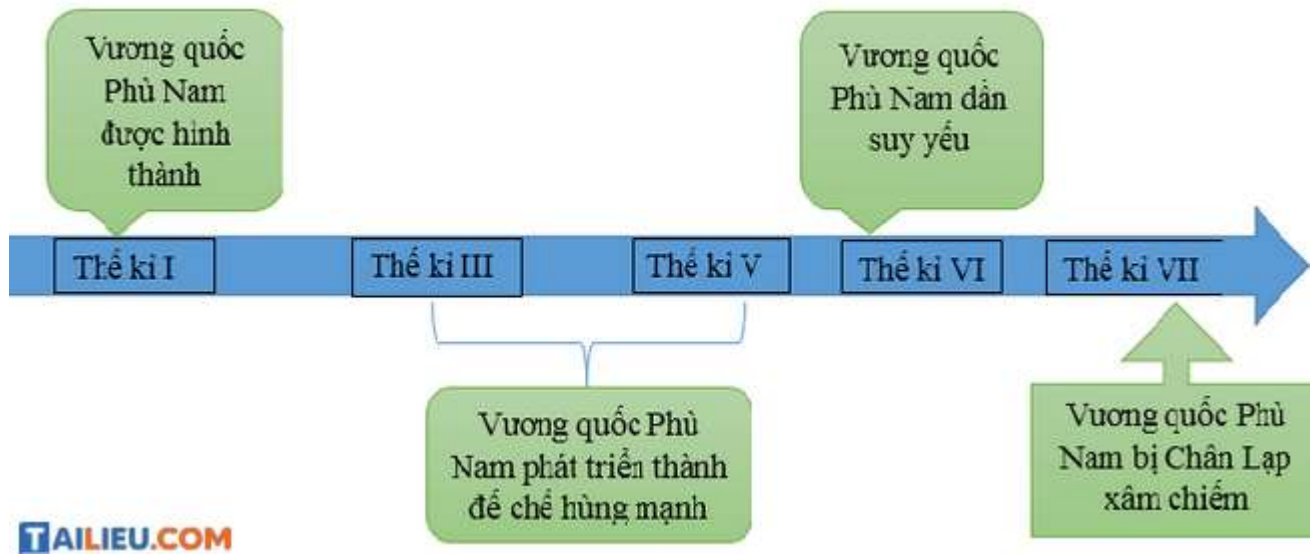 Vương quốc
Phù Nam
được hình
thành
Vương quốc
Phù Nam dần
suy yếu
Thế kỉ I
Thế kỉ III
Thế kỉ V
Thế kỉ VI
Thế kỉ VII
Vương quốc Phù
Nam phát triển thành
đế chế hùng mạnh
Vương quốc Phù
Nam bị Chân Lạp
xâm chiếm
TAILIEU.COM